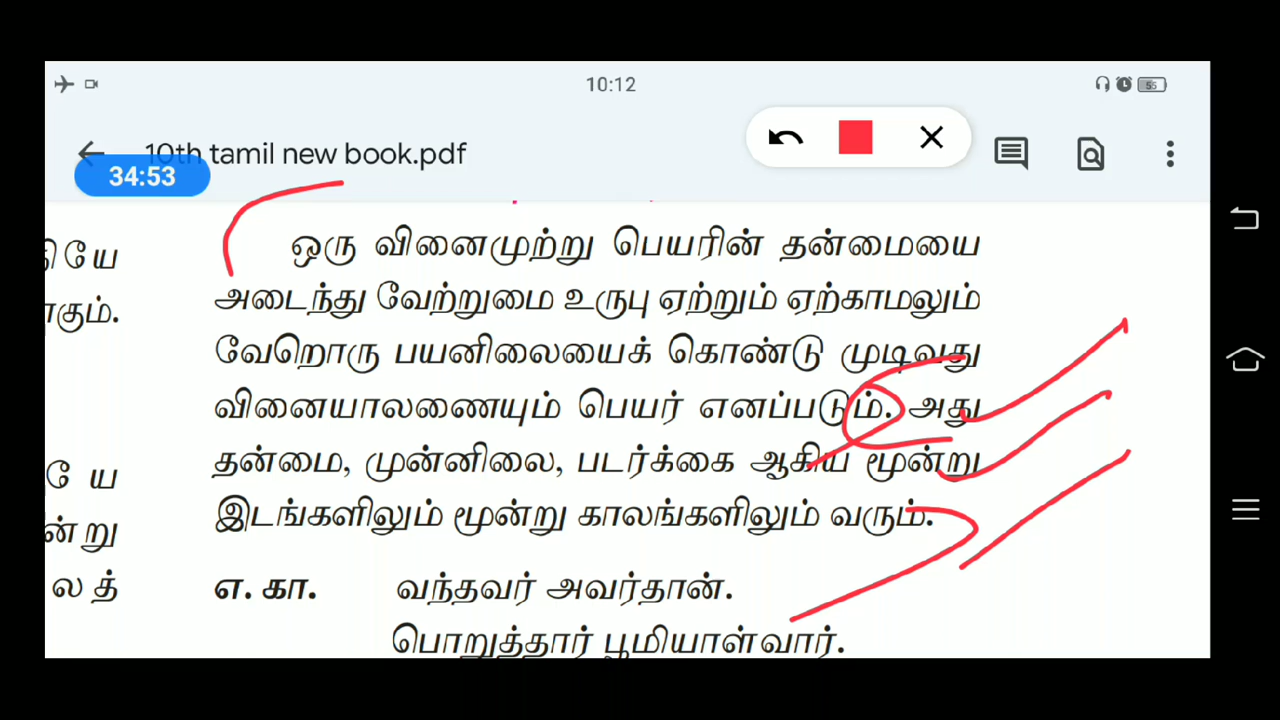 10:12
55
10th tamil new book.pdf
34:53
ஒரு வினைமுற்று பெயரின் தன்மையை
அடைந்து வேற்றுமை உருபு ஏற்றும் ஏற்காமலும்
வேறொரு பயனிலையைக் கொண்டு முடிவது
வினையாலணையும் பெயர் எனப்படும். அது
தன்மை, முன்னிலை, படர்க்கை ஆகிய மூன்று
இடங்களிலும் மூன்று காலங்களிலும் வரும்.
எ. கா. வந்தவர் அவர்தான்.
பொறுத்தார் பூமியாள்வார்.